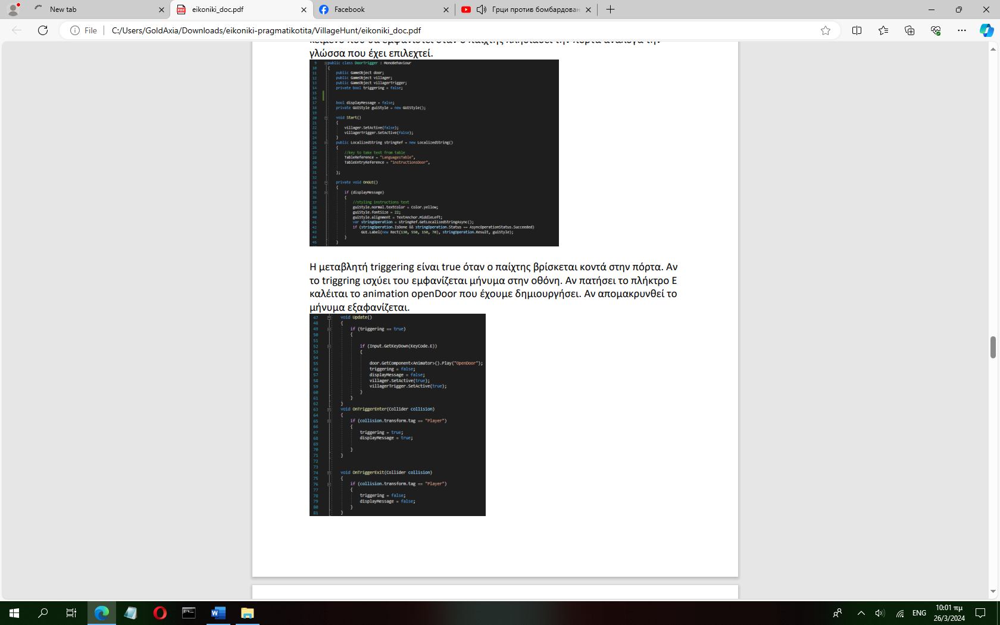 New tab
eikoniki_doc.pdf
Facebook
Грци против бомбардован
File
C:/Users/GoldAxia/Downloads/eikoniki-pragmatikotita/VillageHunt/eikoniki_doc.pdf
κείμενο που θα εμφανιστεί όταν ο παίχτης πλησιάσει την πόρτα ανάλογα την
γλώσσα που έχει επιλεχτεί.
9 public class DoorTrigger : MonoBehaviour
10 {
11 public GameObject door;
12 public GameObject villager;
13 public GameObject villagerTrigger;
14 private bool triggering = false;
15
16
17 bool displayMessage = false;
18 private GUIStyle guiStyle = new GUIStyle();
19
20 void Start()
21 {
22 villager.SetActive(false);
23 villagerTrigger.SetActive(false);
24 }
25 public LocalizedString stringRef = new LocalizedString()
26 {
27 //key to take text from table
28 TableReference = "LanguagesTable",
29 TableEntryReference = "instructionsDoor",
30
31 };
32
33 private void OnGUI()
34 {
35 if (displayMessage)
36 {
37 //styling instructions text
38 guiStyle.normal.textColor = Color.yellow;
39 guiStyle.fontSize = 22;
40 guiStyle.alignment = TextAnchor.MiddleLeft;
41 var stringOperation = stringRef.GetLocalizedStringAsync();
42 if (stringOperation.IsDone && stringOperation.Status == AsyncOperationStatus.Succeeded)
43 GUI.Label(new Rect(130, 550, 150, 70), stringOperation.Result, guiStyle);
44 }
45 }
Η μεταβλητή triggering είναι true όταν ο παίχτης βρίσκεται κοντά στην πόρτα. Αν
το triggring ισχύει του εμφανίζεται μήνυμα στην οθόνη. Αν πατήσει το πλήκτρο Ε
καλέιται το animation openDoor που έχουμε δημιουργήσει. Αν απομακρυνθεί το
μήνυμα εξαφανίζεται.
47 void Update()
48 {
49 if (triggering == true)
50 {
51
52 if (Input.GetKeyDown(KeyCode.E))
53 {
54
55 door.GetComponent<Animator>().Play("OpenDoor");
56 triggering = false;
57 displayMessage = false;
58 villager.SetActive(true);
59 villagerTrigger.SetActive(true);
60 }
61 }
62 }
63 void OnTriggerEnter(Collider collision)
64 {
65 if (collision.transform.tag == "Player")
66 {
67 triggering = true;
68 displayMessage = true;
69
70 }
71 }
72
73
74 void OnTriggerExit(Collider collision)
75 {
76 if (collision.transform.tag == "Player")
77 {
78 triggering = false;
79 displayMessage = false;
80 }
81 }
ENG
10:01 πμ
26/3/2024